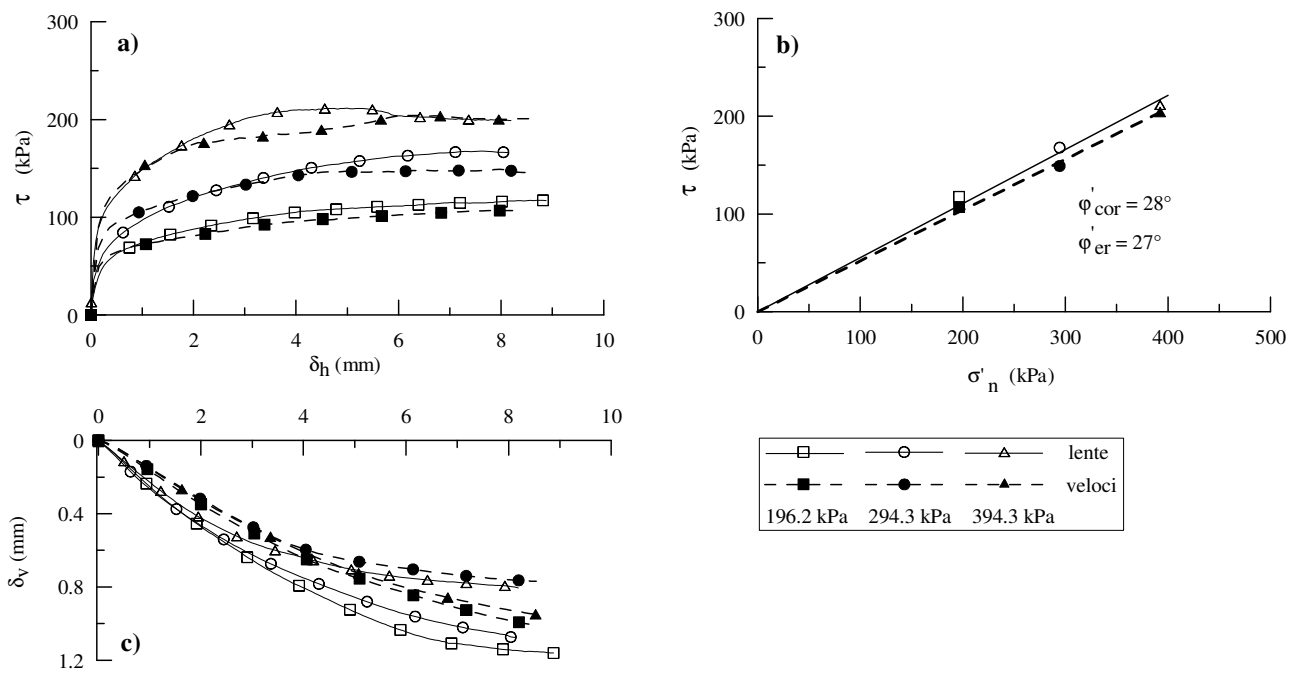 a)
300
200
100
0
τ (kPa)
0 2 4 6 8 10
δh (mm)
b)
300
200
100
0
τ (kPa)
φ'cor = 28°
φ'er = 27°
0 100 200 300 400 500
σ'n (kPa)
0 2 4 6 8 10
0
0.4
0.8
1.2
δv (mm)
c)
lente
veloci
196.2 kPa 294.3 kPa 394.3 kPa